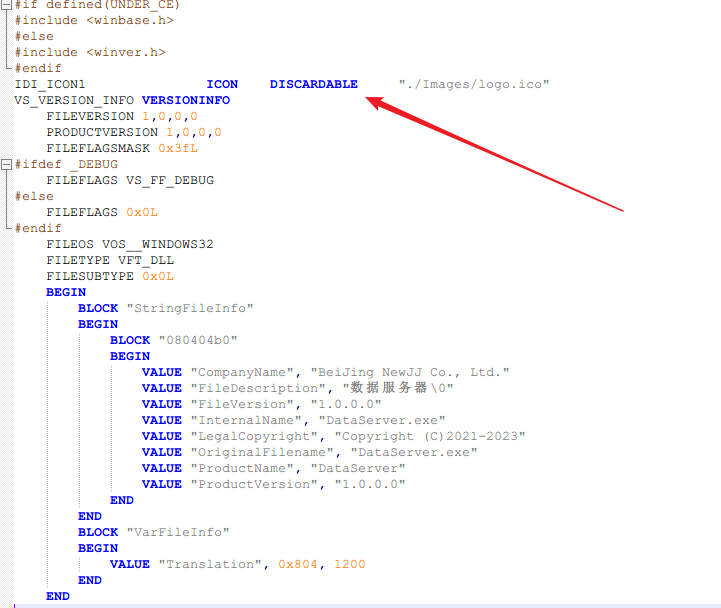 #if defined(UNDER_CE)
#include <winbase.h>
#else
#include <winver.h>
#endif
IDI_ICON1 ICON DISCARDABLE "./Images/logo.ico"
VS_VERSION_INFO VERSIONINFO
FILEVERSION 1,0,0,0
PRODUCTVERSION 1,0,0,0
FILEFLAGSMASK 0x3fL
#ifdef _DEBUG
FILEFLAGS VS_FF_DEBUG
#else
FILEFLAGS 0x0L
#endif
FILEOS VOS__WINDOWS32
FILETYPE VFT_DLL
FILESUBTYPE 0x0L
BEGIN
BLOCK "StringFileInfo"
BEGIN
BLOCK "080404b0"
BEGIN
VALUE "CompanyName", "BeiJing NewJJ Co., Ltd."
VALUE "FileDescription", "数据服务器\0"
VALUE "FileVersion", "1.0.0.0"
VALUE "InternalName", "DataServer.exe"
VALUE "LegalCopyright", "Copyright (C)2021-2023"
VALUE "OriginalFilename", "DataServer.exe"
VALUE "ProductName", "DataServer"
VALUE "ProductVersion", "1.0.0.0"
END
END
BLOCK "VarFileInfo"
BEGIN
VALUE "Translation", 0x804, 1200
END
END